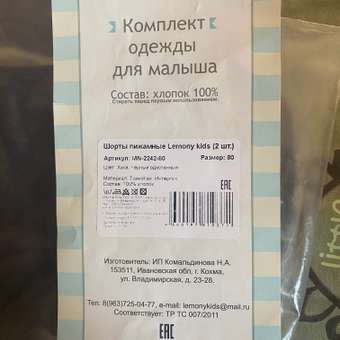 Комплект
одежды
для малыша
Состав: хлопок 100%
Стирать перед первым использованием.
Шорты пижамные Lemony kids (2 шт.)
Артикул: MN-2242-80 Размер: 80
Цвет: Хаки,
Материал: Трикотаж, Интерлок
Состав: 100% хлопок
EAC
Изготовитель: ИП Комальдинова Н.А.
153511, Ивановская обл, г. Кохма,
ул. Владимирская, д. 23-28.
Тел: 8(963)725-04-77, e-mail: lemonykids@mail.ru
Соответствует: ТР ТС 007/2011
EAC
little